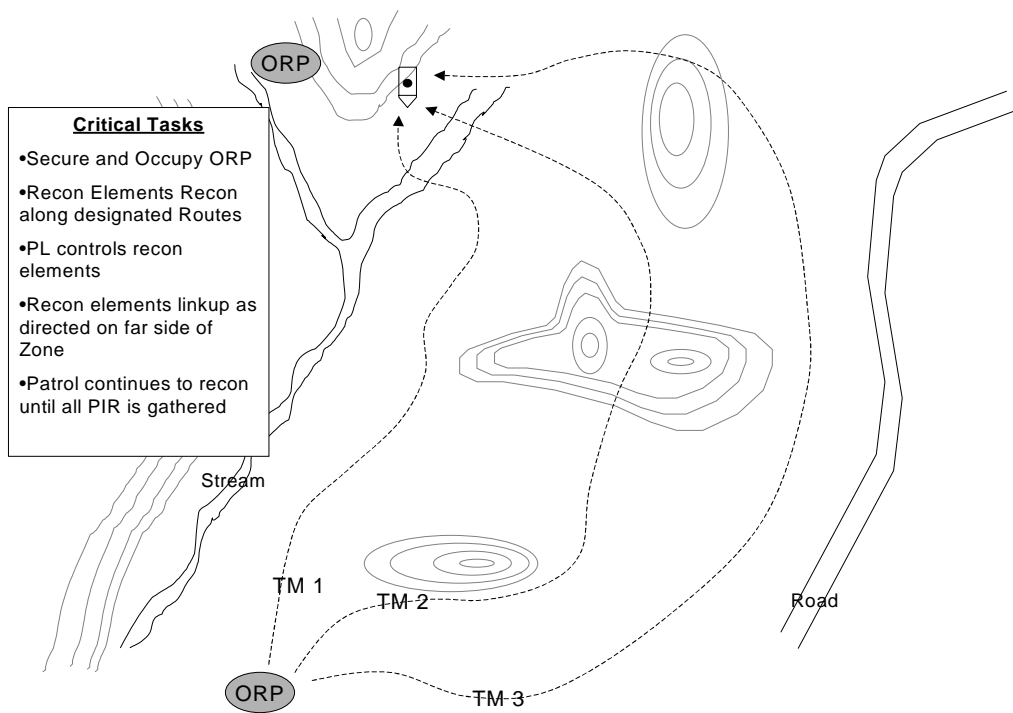 ORP
Critical Tasks
•Secure and Occupy ORP
•Recon Elements Recon
along designated Routes
•PL controls recon
elements
•Recon elements linkup as
directed on far side of
Zone
•Patrol continues to recon
until all PIR is gathered
Stream
TM 1
TM 2
Road
ORP
TM 3